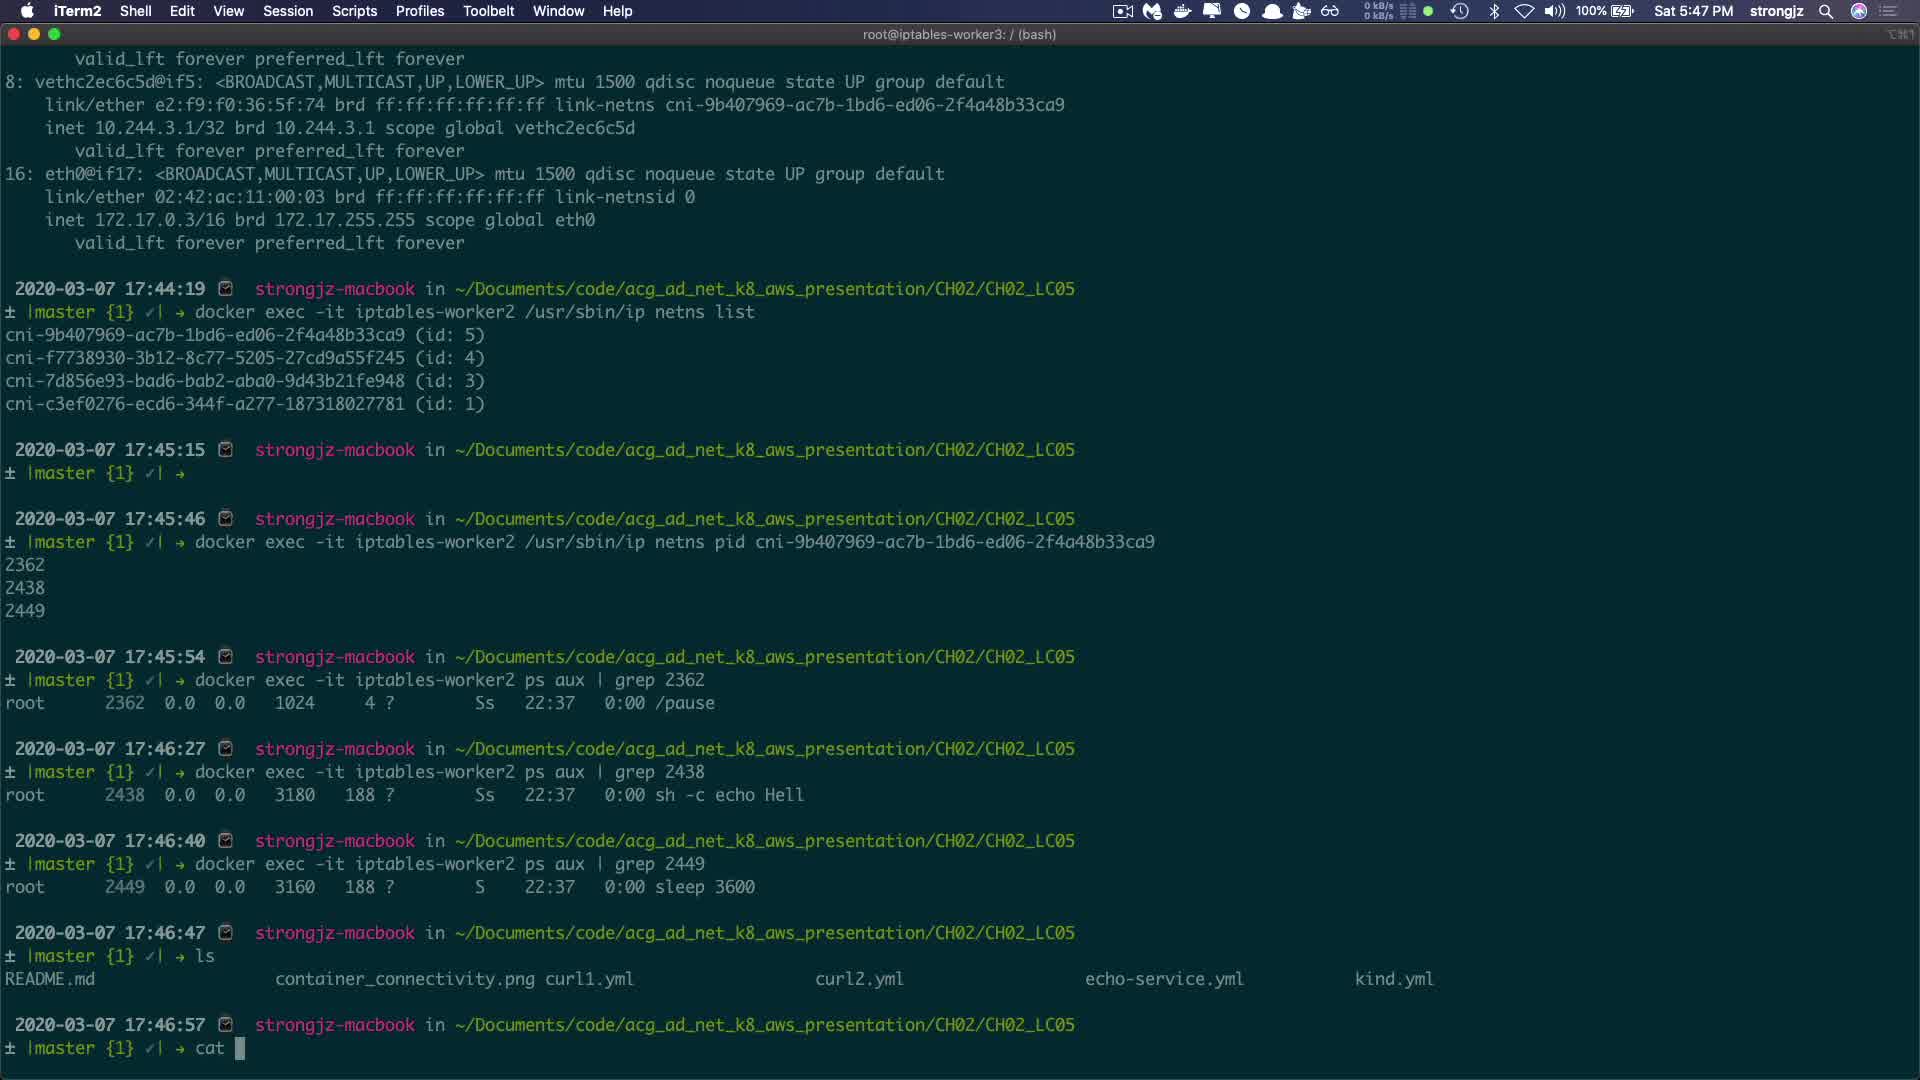 iTerm2 Shell Edit View Session Scripts Profiles Toolbelt Window Help 0 kB/s 0 kB/s 100% Sat 5:47 PM strongjz
root@iptables-worker3: / (bash)
valid_lft forever preferred_lft forever
8: vethc2ec6c5d@if5: <BROADCAST,MULTICAST,UP,LOWER_UP> mtu 1500 qdisc noqueue state UP group default
link/ether e2:f9:f0:36:5f:74 brd ff:ff:ff:ff:ff:ff link-netns cni-9b407969-ac7b-1bd6-ed06-2f4a48b33ca9
inet 10.244.3.1/32 brd 10.244.3.1 scope global vethc2ec6c5d
valid_lft forever preferred_lft forever
16: eth0@if17: <BROADCAST,MULTICAST,UP,LOWER_UP> mtu 1500 qdisc noqueue state UP group default
link/ether 02:42:ac:11:00:03 brd ff:ff:ff:ff:ff:ff link-netnsid 0
inet 172.17.0.3/16 brd 172.17.255.255 scope global eth0
valid_lft forever preferred_lft forever
2020-03-07 17:44:19 strongjz-macbook in ~/Documents/code/acg_ad_net_k8_aws_presentation/CH02/CH02_LC05
± |master {1} ✓| → docker exec -it iptables-worker2 /usr/sbin/ip netns list
cni-9b407969-ac7b-1bd6-ed06-2f4a48b33ca9 (id: 5)
cni-f7738930-3b12-8c77-5205-27cd9a55f245 (id: 4)
cni-7d856e93-bad6-bab2-aba0-9d43b21fe948 (id: 3)
cni-c3ef0276-ecd6-344f-a277-187318027781 (id: 1)
2020-03-07 17:45:15 strongjz-macbook in ~/Documents/code/acg_ad_net_k8_aws_presentation/CH02/CH02_LC05
± |master {1} ✓| →
2020-03-07 17:45:46 strongjz-macbook in ~/Documents/code/acg_ad_net_k8_aws_presentation/CH02/CH02_LC05
± |master {1} ✓| → docker exec -it iptables-worker2 /usr/sbin/ip netns pid cni-9b407969-ac7b-1bd6-ed06-2f4a48b33ca9
2362
2438
2449
2020-03-07 17:45:54 strongjz-macbook in ~/Documents/code/acg_ad_net_k8_aws_presentation/CH02/CH02_LC05
± |master {1} ✓| → docker exec -it iptables-worker2 ps aux | grep 2362
root 2362 0.0 0.0 1024 4 ? Ss 22:37 0:00 /pause
2020-03-07 17:46:27 strongjz-macbook in ~/Documents/code/acg_ad_net_k8_aws_presentation/CH02/CH02_LC05
± |master {1} ✓| → docker exec -it iptables-worker2 ps aux | grep 2438
root 2438 0.0 0.0 3180 188 ? Ss 22:37 0:00 sh -c echo Hell
2020-03-07 17:46:40 strongjz-macbook in ~/Documents/code/acg_ad_net_k8_aws_presentation/CH02/CH02_LC05
± |master {1} ✓| → docker exec -it iptables-worker2 ps aux | grep 2449
root 2449 0.0 0.0 3160 188 ? S 22:37 0:00 sleep 3600
2020-03-07 17:46:47 strongjz-macbook in ~/Documents/code/acg_ad_net_k8_aws_presentation/CH02/CH02_LC05
± |master {1} ✓| → ls
README.md container_connectivity.png curl1.yml curl2.yml echo-service.yml kind.yml
2020-03-07 17:46:57 strongjz-macbook in ~/Documents/code/acg_ad_net_k8_aws_presentation/CH02/CH02_LC05
± |master {1} ✓| → cat